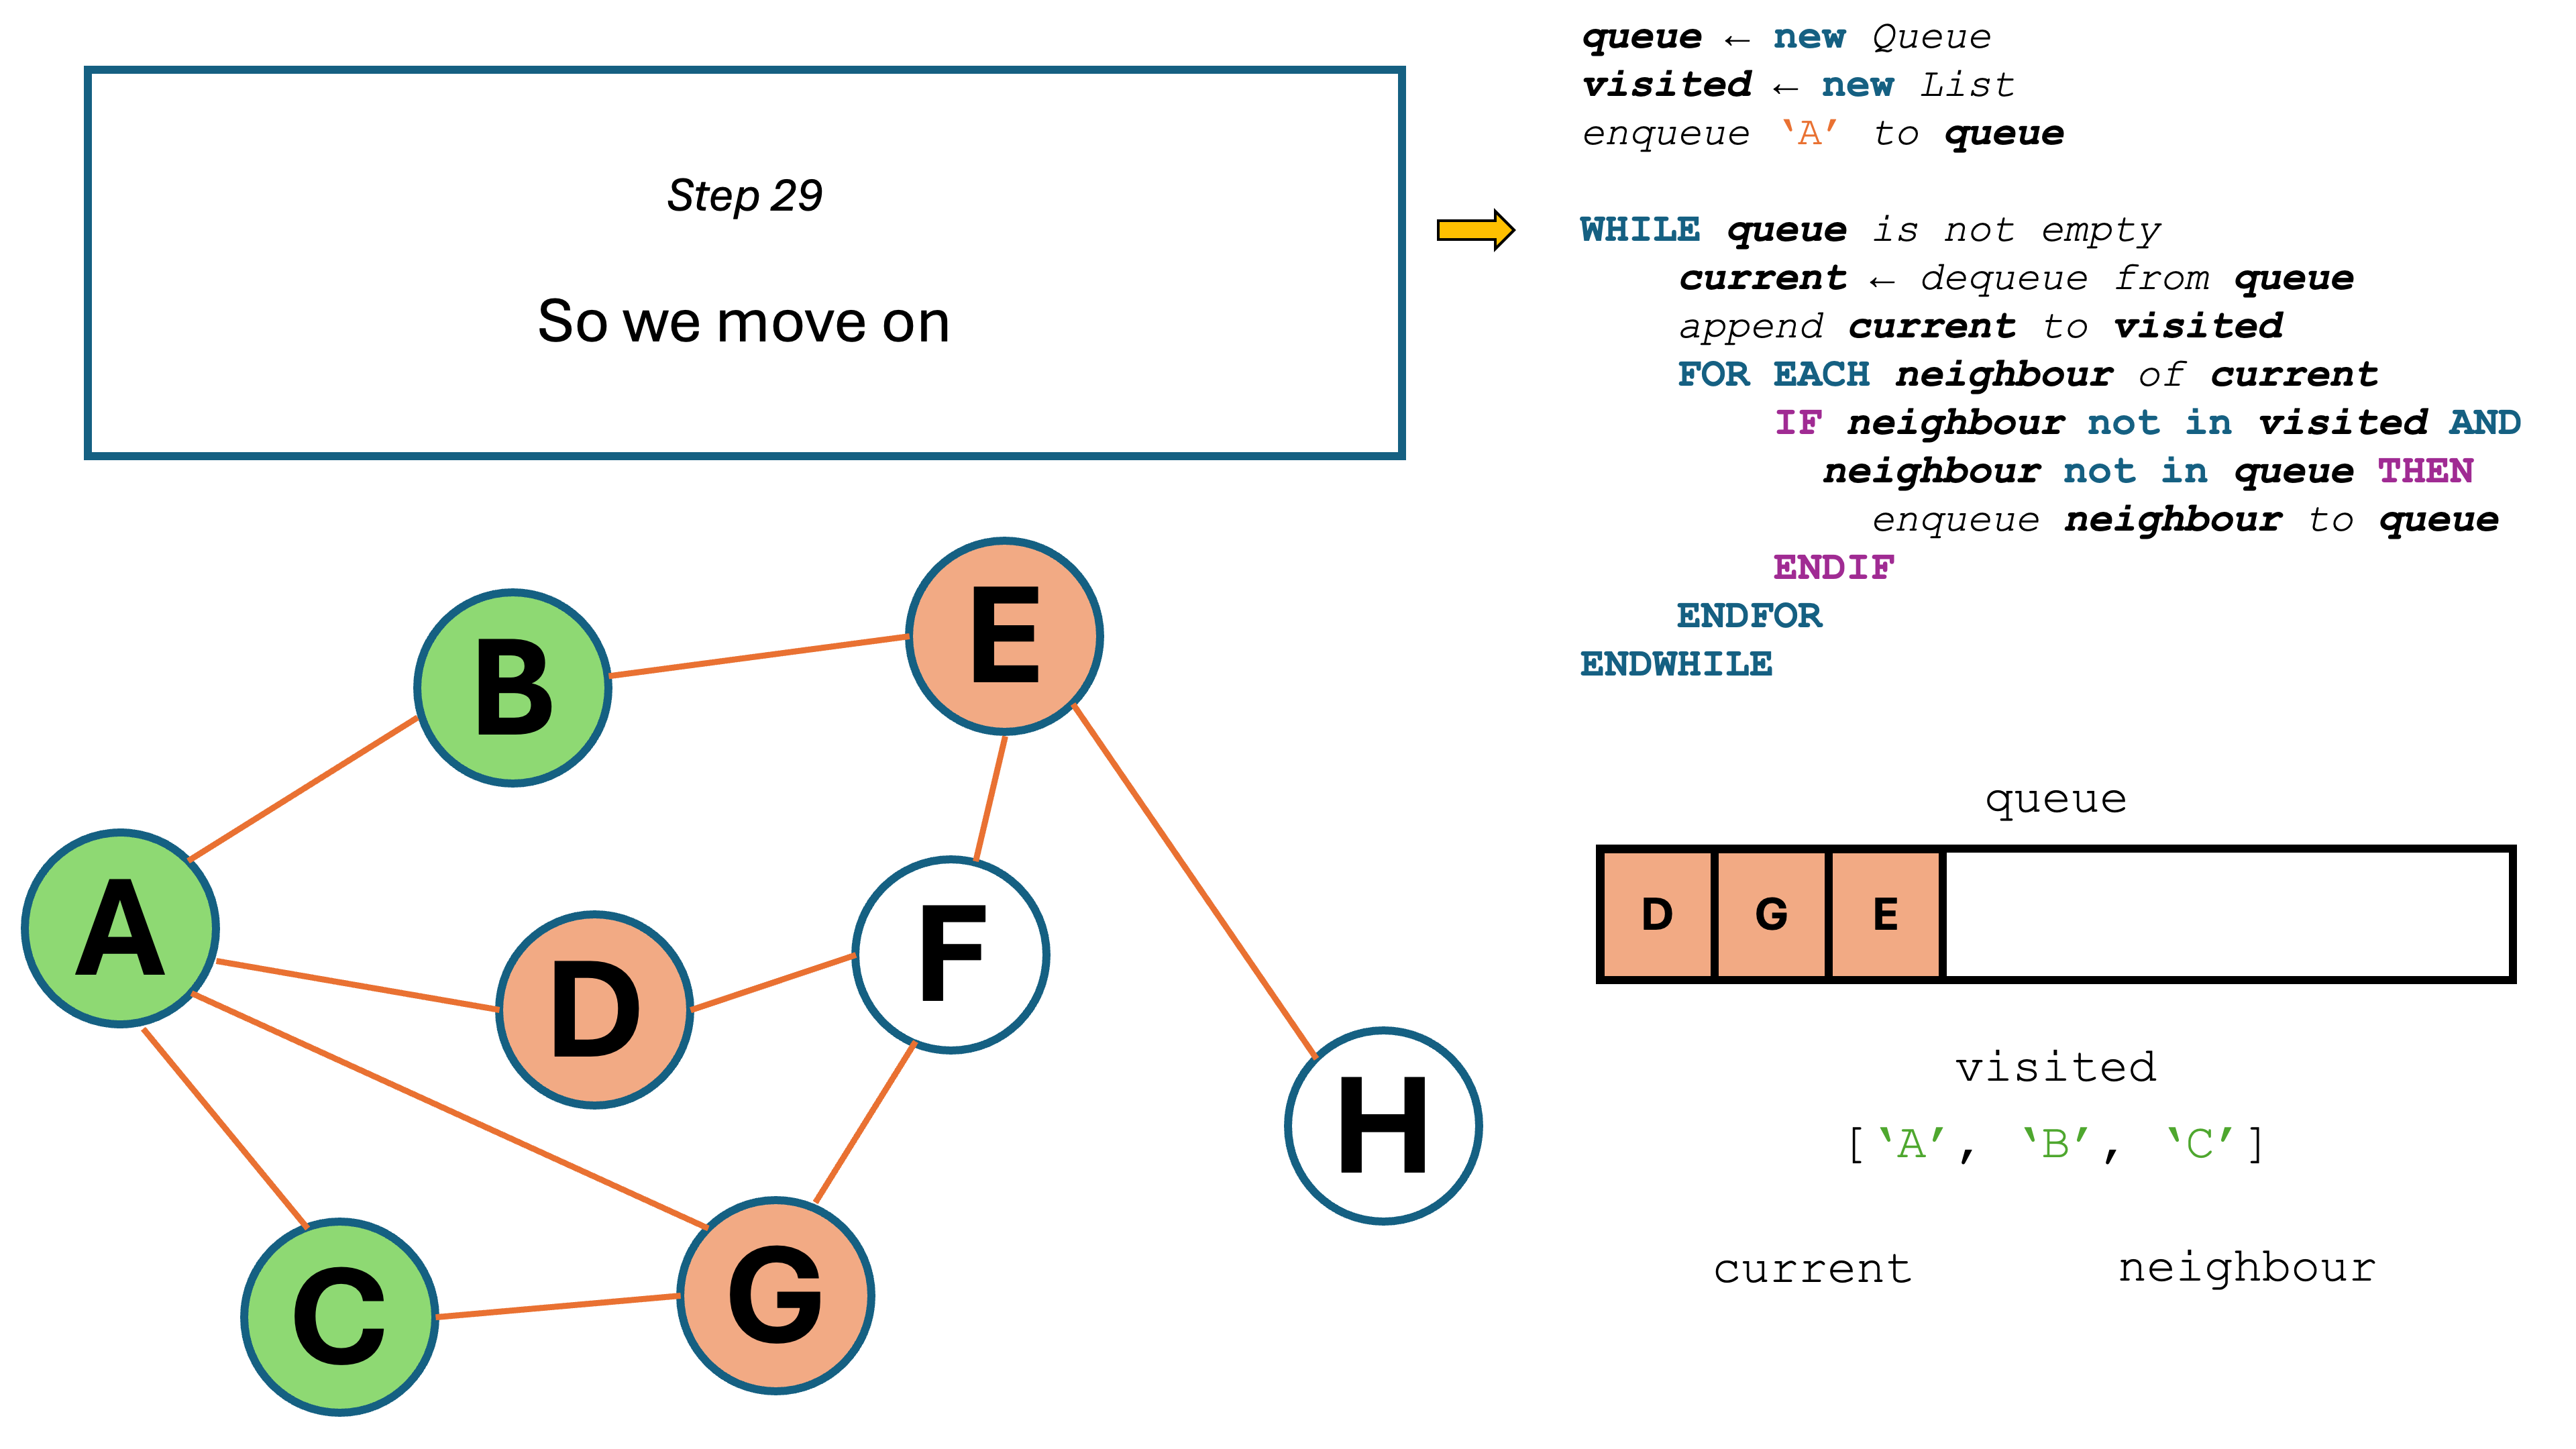 Step 29
So we move on
queue ← new Queue
visited ← new List
enqueue ‘A’ to queue
WHILE queue is not empty
current ← dequeue from queue
append current to visited
FOR EACH neighbour of current
IF neighbour not in visited AND
neighbour not in queue THEN
enqueue neighbour to queue
ENDIF
ENDFOR
ENDWHILE
B
E
A
D
F
C
G
H
queue
D G E
visited
[‘A’, ‘B’, ‘C’]
current neighbour